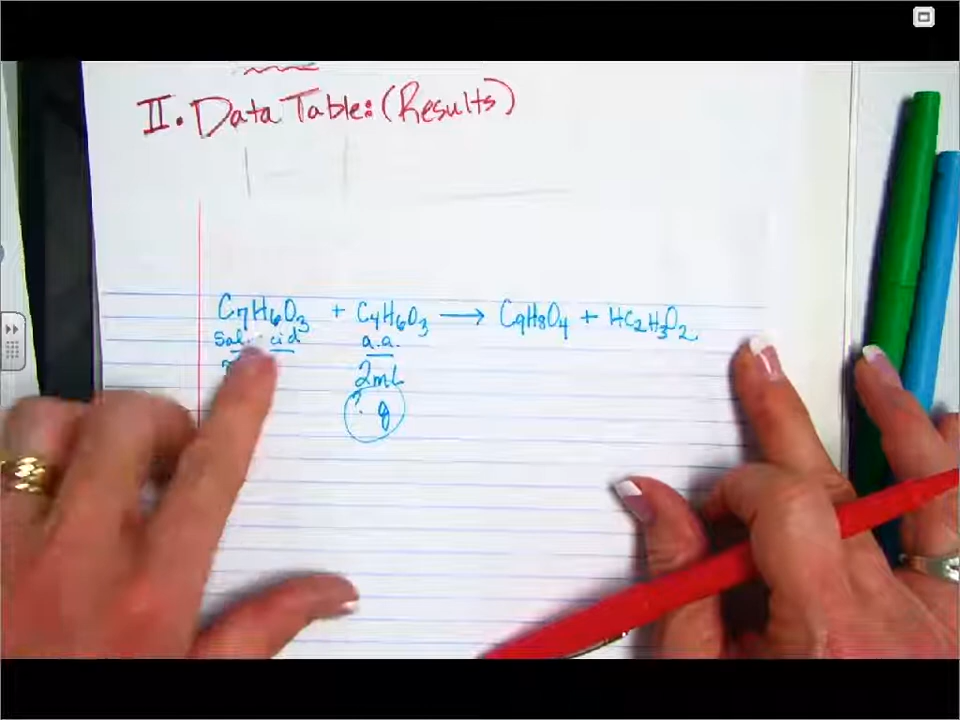 II. Data Table: (Results)
C7H6O3 + C4H6O3 → C9H8O4 + HC2H3O2
a.a.
2mL
? g